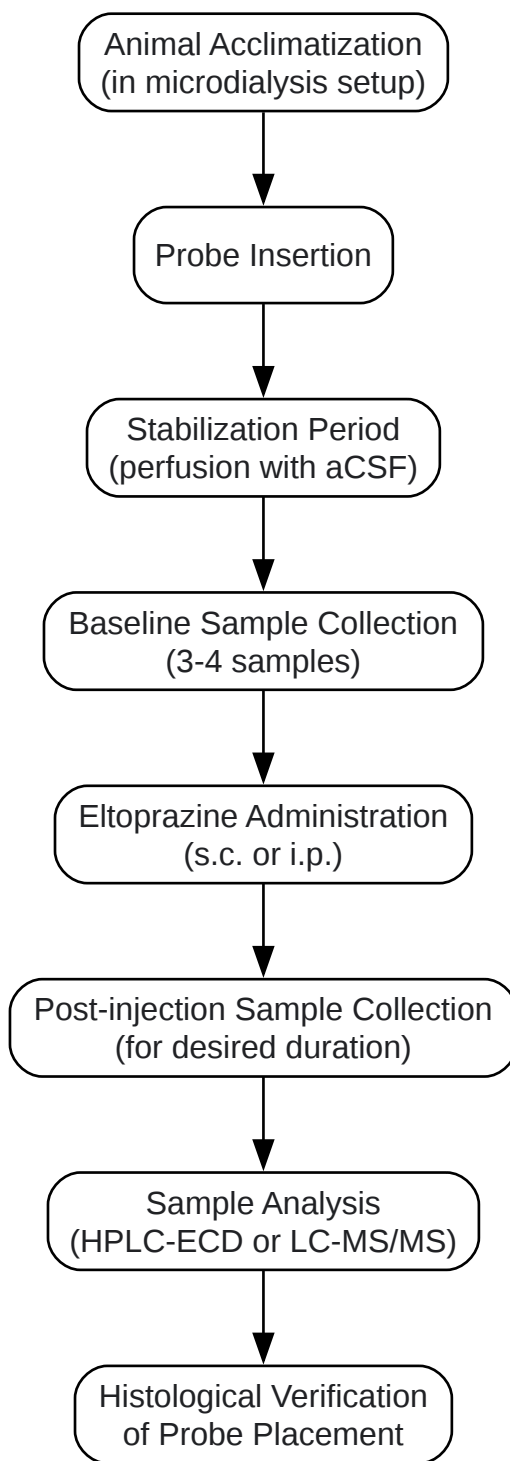 Animal Acclimatization
(in microdialysis setup)
Probe Insertion
Stabilization Period
(perfusion with aCSF)
Baseline Sample Collection
(3-4 samples)
Eltoprazine Administration
(s.c. or i.p.)
Post-injection Sample Collection
(for desired duration)
Sample Analysis
(HPLC-ECD or LC-MS/MS)
Histological Verification
of Probe Placement